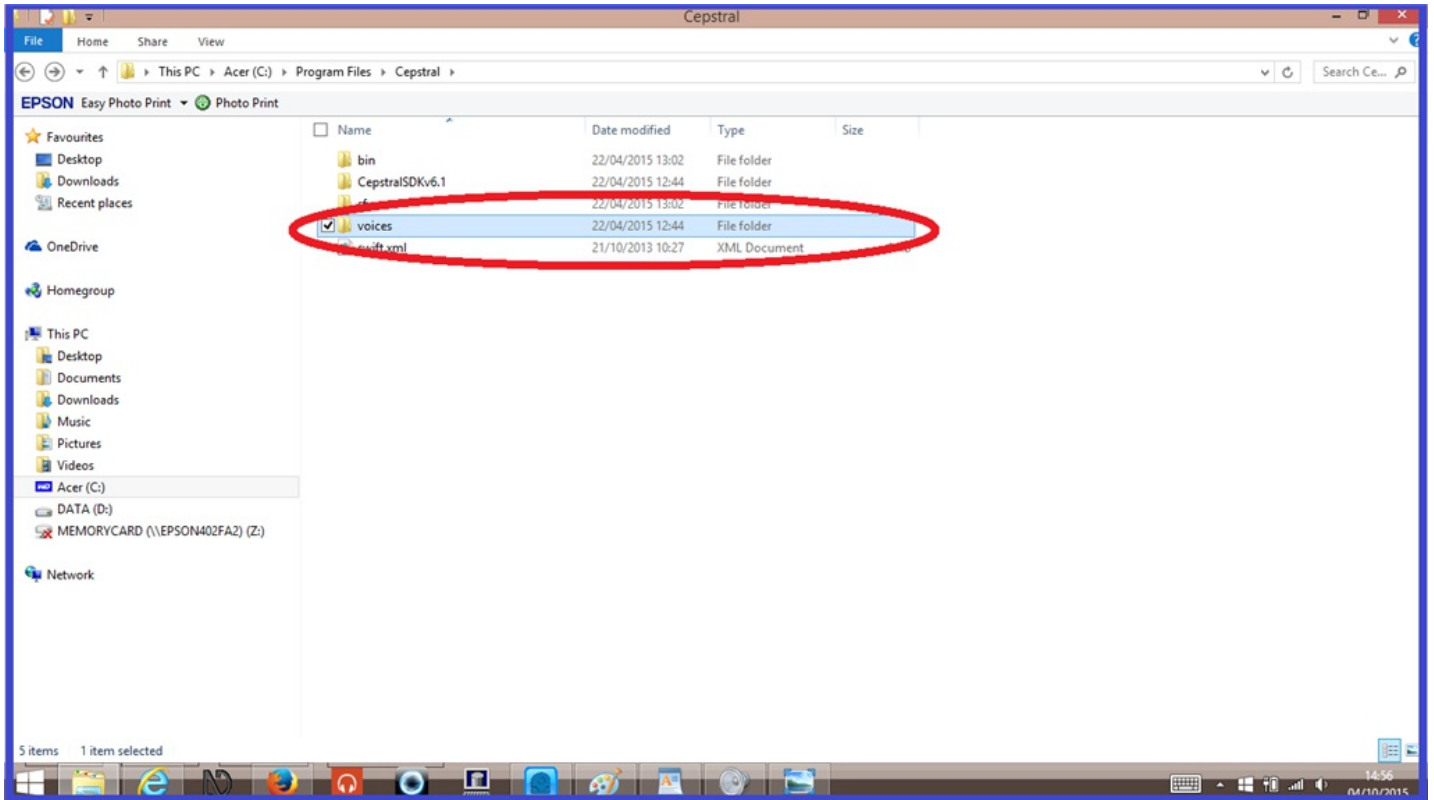 Cepstral
File Home Share View
This PC Acer (C:) Program Files Cepstral
Search Ce...
EPSON Easy Photo Print Photo Print
Name Date modified Type Size
Favourites
Desktop
Downloads
Recent places
OneDrive
Homegroup
This PC
Desktop
Documents
Downloads
Music
Pictures
Videos
Acer (C:)
DATA (D:)
MEMORYCARD (\\EPSON402FA2) (Z:)
Network
bin 22/04/2015 13:02 File folder
CepstralSDKv6.1 22/04/2015 12:44 File folder
22/04/2015 13:02 File folder
voices 22/04/2015 12:44 File folder
swift.xml 21/10/2013 10:27 XML Document
5 items 1 item selected
14:56
04/10/2015